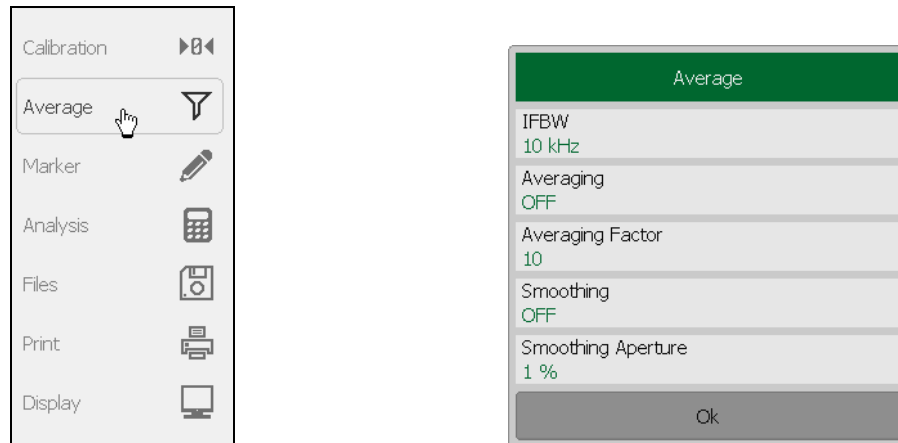 Calibration
Average
Marker
Analysis
Files
Print
Display
Average
IFBW
10 kHz
Averaging
OFF
Averaging Factor
10
Smoothing
OFF
Smoothing Aperture
1 %
Ok